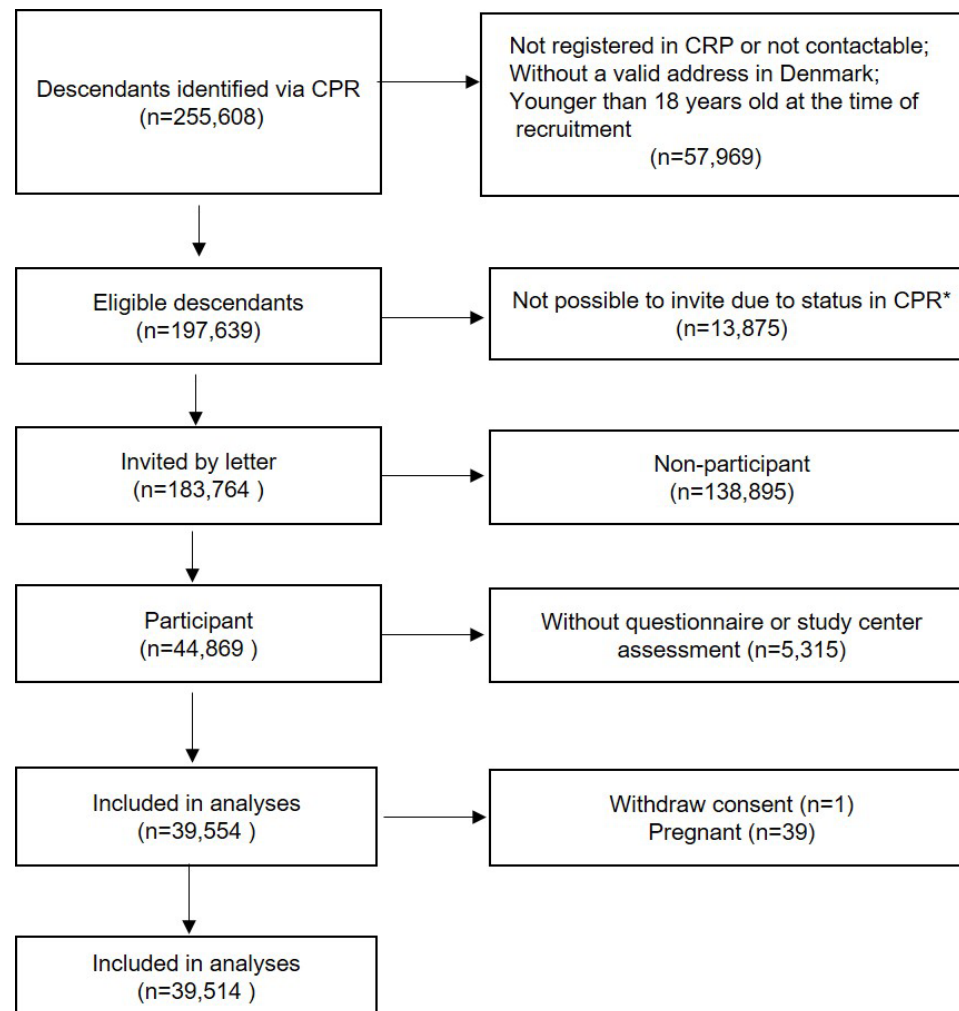 Descendants identified via CPR
(n=255,608)
Not registered in CRP or not contactable;
Without a valid address in Denmark;
Younger than 18 years old at the time of
recruitment
(n=57,969)
Eligible descendants
(n=197,639)
Not possible to invite due to status in CPR*
(n=13,875)
Invited by letter
(n=183,764 )
Non-participant
(n=138,895)
Participant
(n=44,869 )
Without questionnaire or study center
assessment (n=5,315)
Included in analyses
(n=39,554 )
Withdraw consent (n=1)
Pregnant (n=39)
Included in analyses
(n=39,514 )